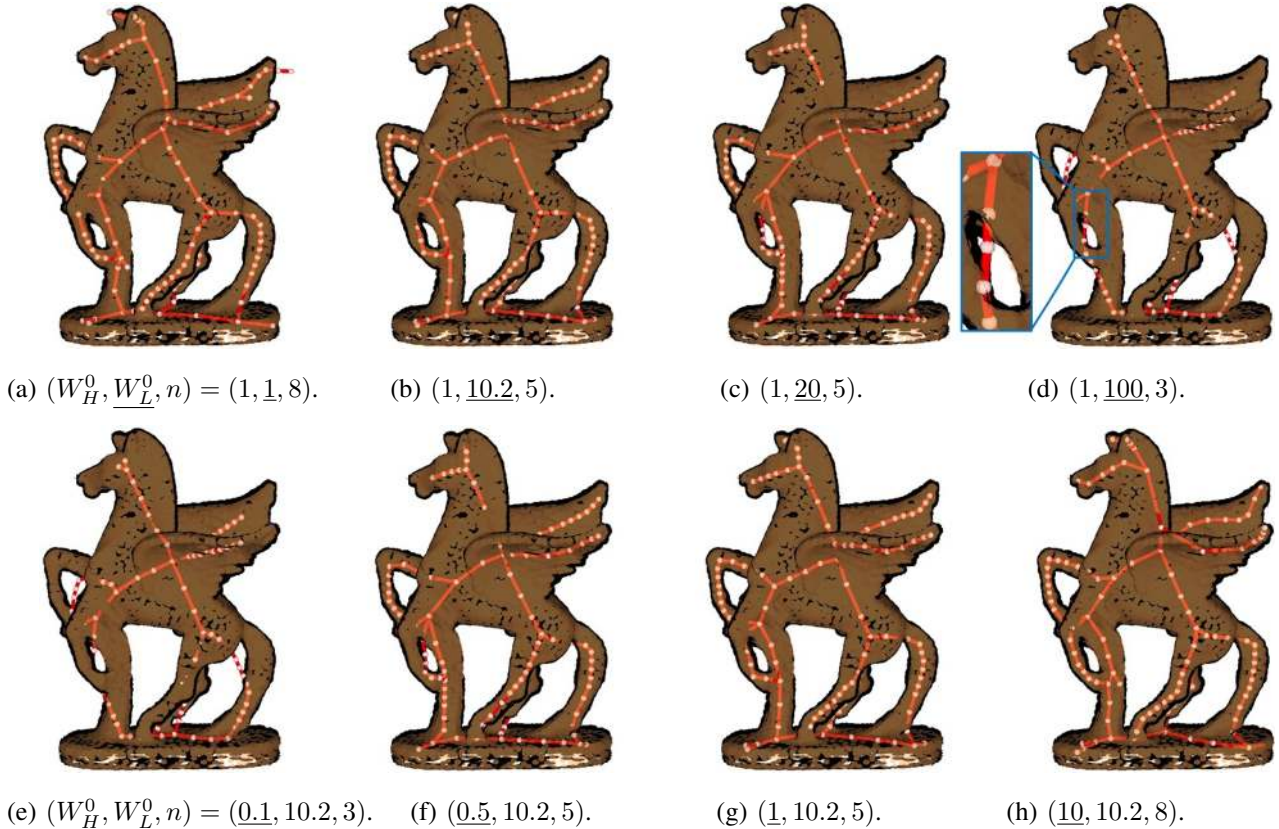 (a) (W_H^0, W_L^0, n) = (1, 1, 8). (b) (1, 10.2, 5). (c) (1, 20, 5). (d) (1, 100, 3).
(e) (W_H^0, W_L^0, n) = (0.1, 10.2, 3). (f) (0.5, 10.2, 5). (g) (1, 10.2, 5). (h) (10, 10.2, 8).